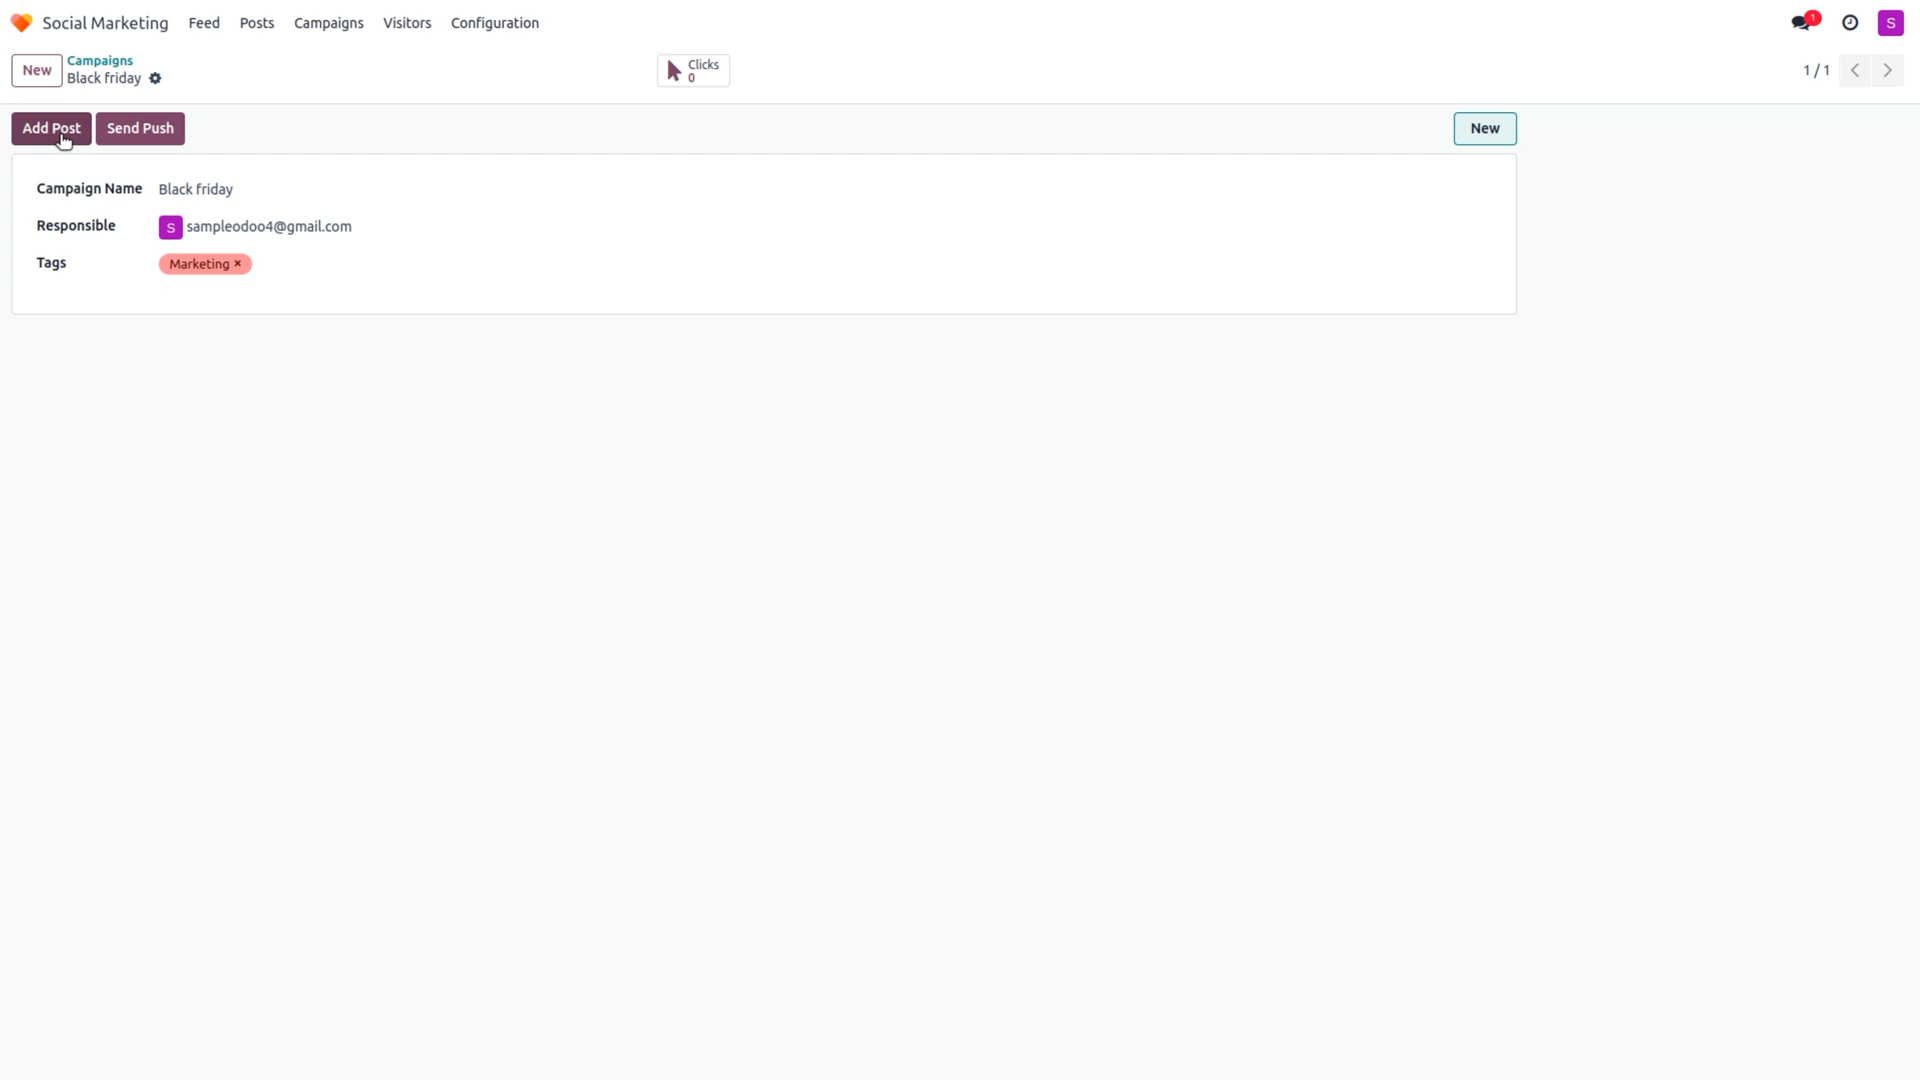 Social Marketing Feed Posts Campaigns Visitors Configuration 1 S
New Campaigns Clicks 1 / 1
Black friday 0
Add Post Send Push New
Campaign Name Black friday
Responsible S sampleodoo4@gmail.com
Tags Marketing ×